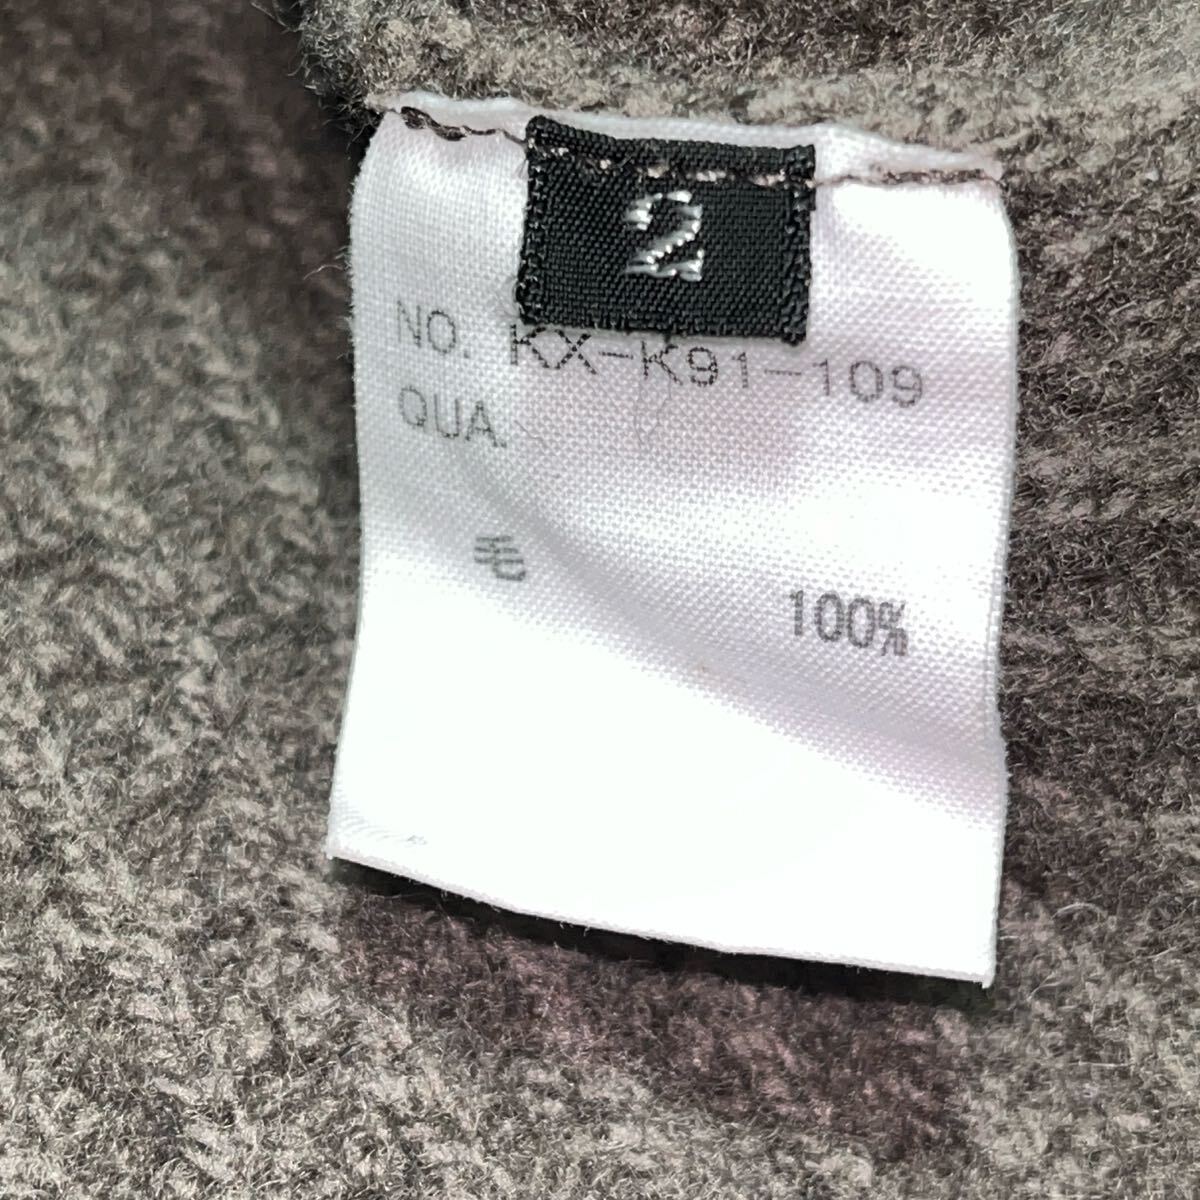 2
NO. KX-K91-109
QUA.
毛 100%